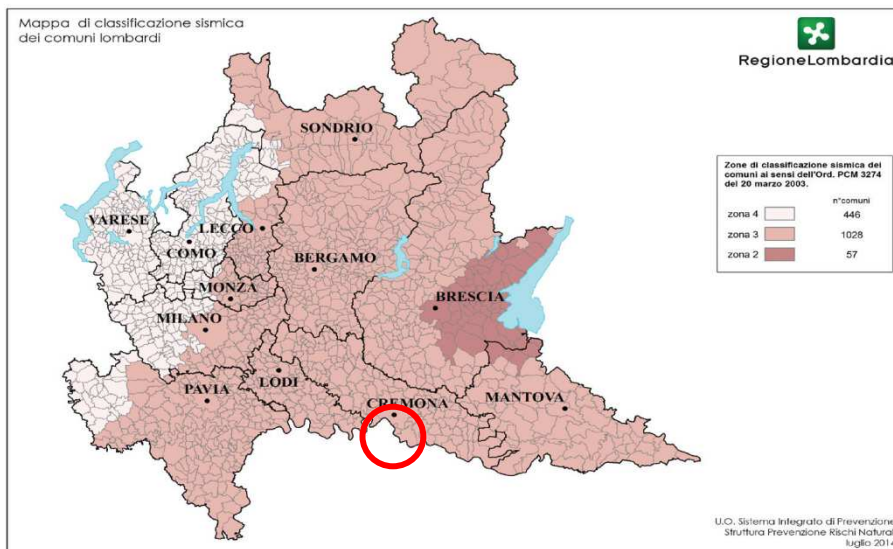 Mappa di classificazione sismica
dei comuni lombardi
RegioneLombardia
SONDRIO
VARESE
LECCO
COMO
BERGAMO
MONZA
BRESCIA
MILANO
PAVIA
LODI
CREMONA
MANTOVA
Zone di classificazione sismica dei
comuni ai sensi dell'Ord. PCM 3274
del 20 marzo 2003.
n°comuni
zona 4 446
zona 3 1028
zona 2 57
U.O. Sistema Integrato di Prevenzione
Struttura Prevenzione Rischi Natural
luglio 2014